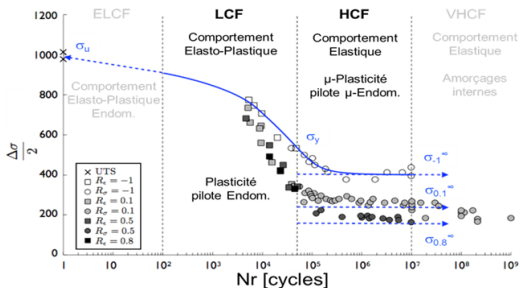 ELCF LCF HCF VHCF
1200
1000
800
600
400
200
0
Δσ
2
σu
Comportement
Elasto-Plastique
Endom.
Comportement
Elasto-Plastique
Plasticité
pilote Endom.
Comportement
Elastique
μ-Plasticité
pilote μ-Endom.
Comportement
Elastique
Amorçages
internes
σy
σ-1∞
σ0.1∞
σ0.8∞
UTS
Rε = −1
Rσ = −1
Rε = 0.1
Rσ = 0.1
Rε = 0.5
Rσ = 0.5
Rε = 0.8
1 10¹ 10² 10³ 10⁴ 10⁵ 10⁶ 10⁷ 10⁸ 10⁹
Nr [cycles]